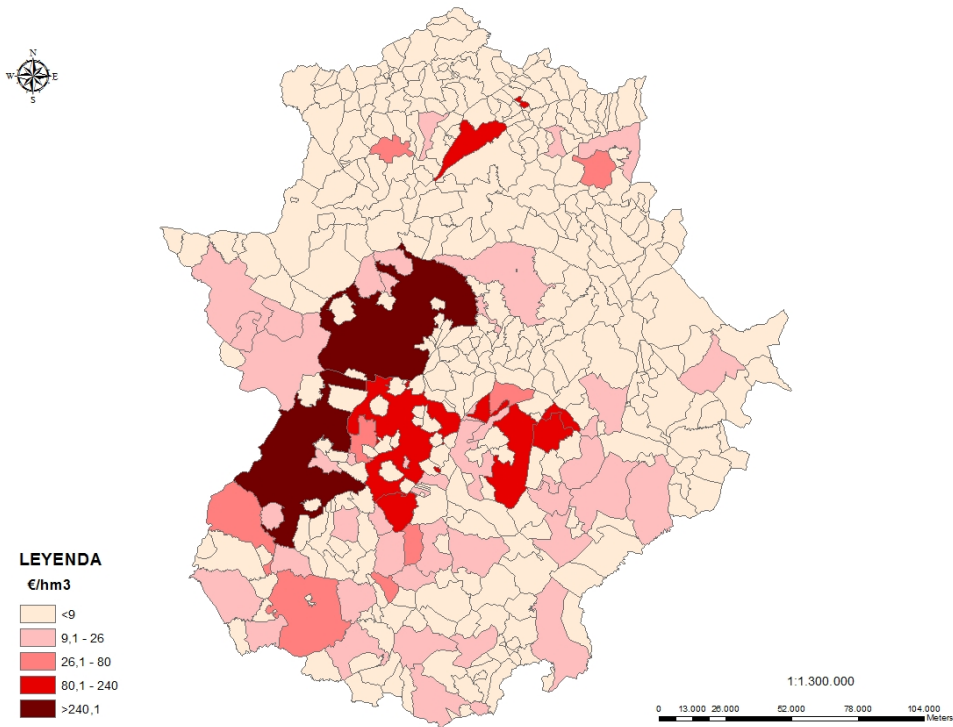 N
W E
S
LEYENDA
€/hm3
<9
9,1 - 26
26,1 - 80
80,1 - 240
>240,1
1:1.300.000
0 13.000 26.000 52.000 78.000 104.000
Meters